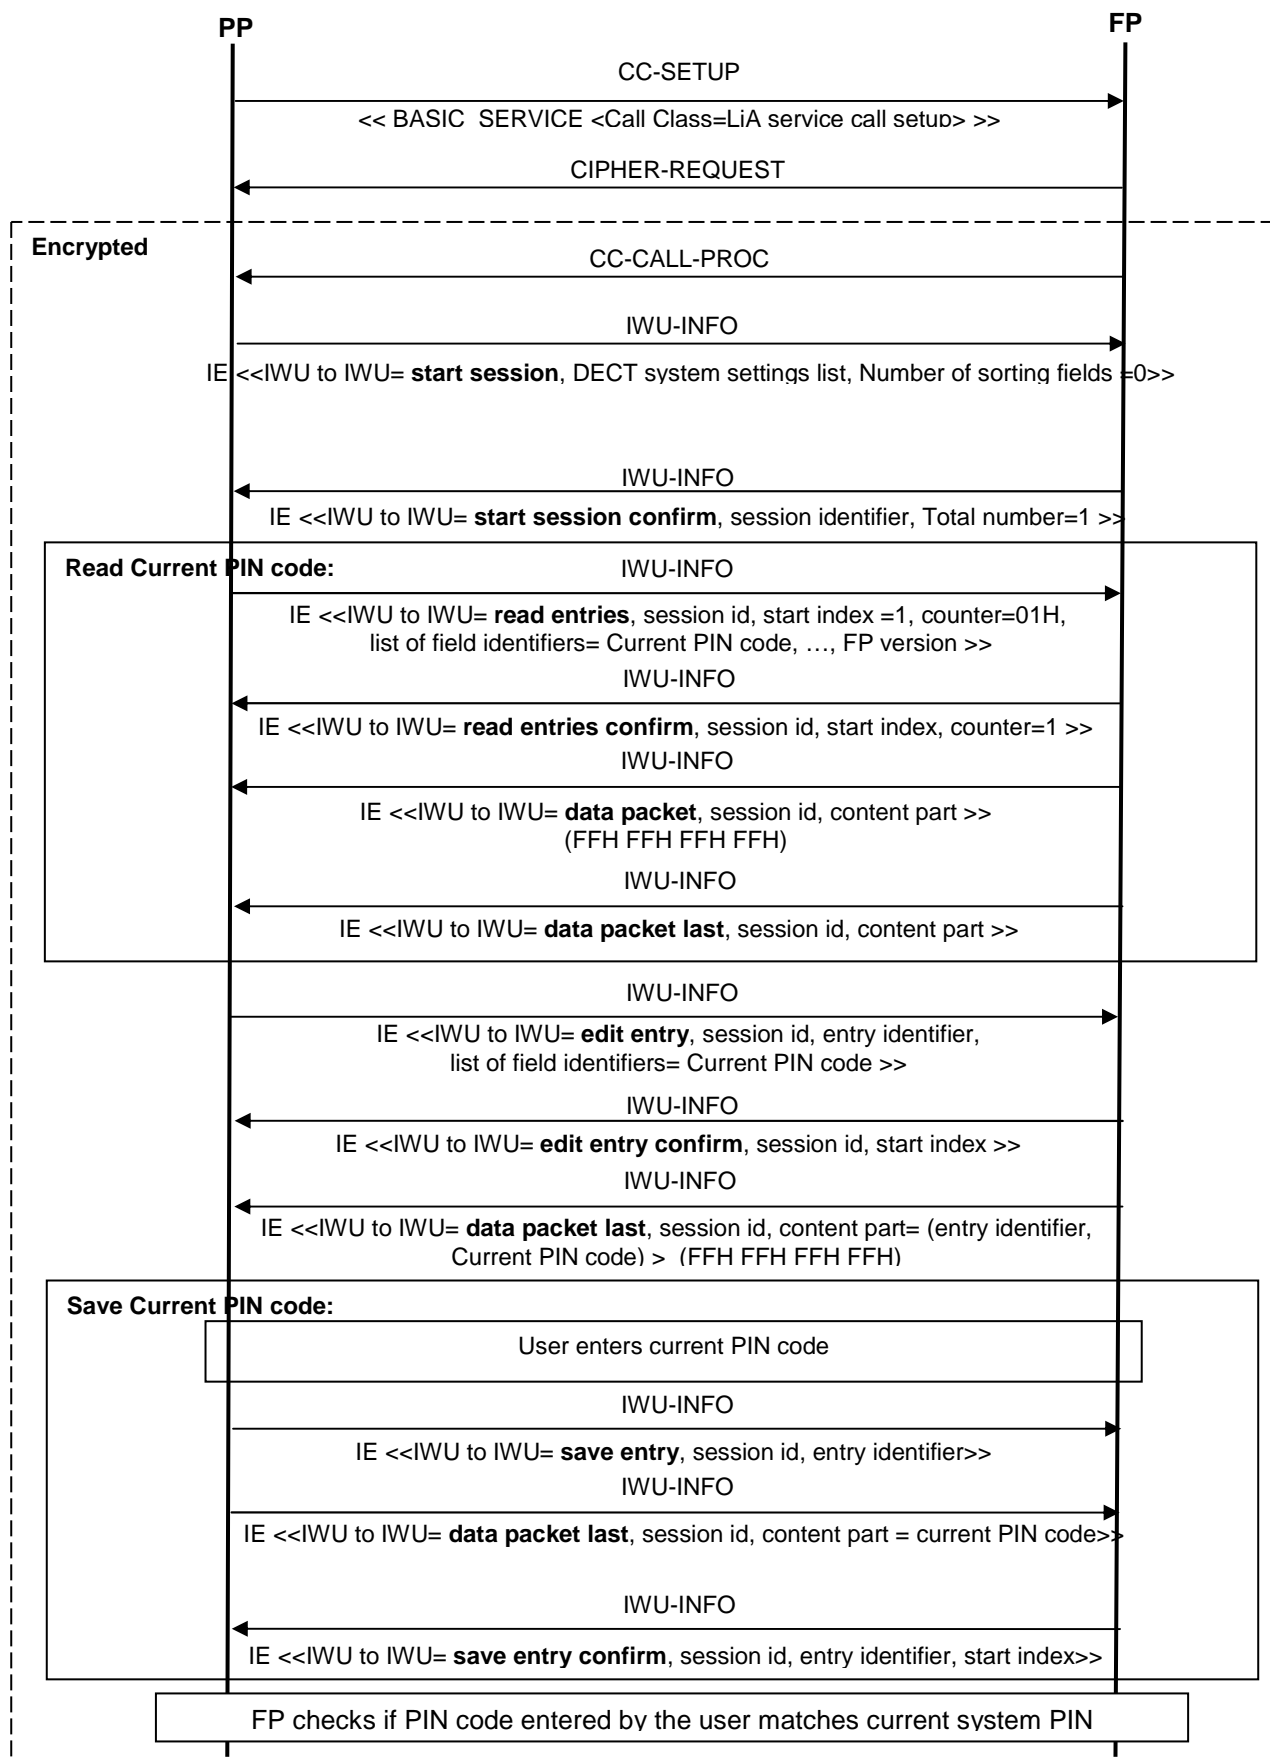 PP
FP
CC-SETUP
<< BASIC_SERVICE <Call Class=LiA service call setup> >>
CIPHER-REQUEST
Encrypted
CC-CALL-PROC
IWU-INFO
IE <<IWU to IWU= start session, DECT system settings list, Number of sorting fields =0>>
IWU-INFO
IE <<IWU to IWU= start session confirm, session identifier, Total number=1 >>
Read Current PIN code:
IWU-INFO
IE <<IWU to IWU= read entries, session id, start index =1, counter=01H,
list of field identifiers= Current PIN code, …, FP version >>
IWU-INFO
IE <<IWU to IWU= read entries confirm, session id, start index, counter=1 >>
IWU-INFO
IE <<IWU to IWU= data packet, session id, content part >>
(FFH FFH FFH FFH)
IWU-INFO
IE <<IWU to IWU= data packet last, session id, content part >>
IWU-INFO
IE <<IWU to IWU= edit entry, session id, entry identifier,
list of field identifiers= Current PIN code >>
IWU-INFO
IE <<IWU to IWU= edit entry confirm, session id, start index >>
IWU-INFO
IE <<IWU to IWU= data packet last, session id, content part= (entry identifier,
Current PIN code) > (FFH FFH FFH FFH)
Save Current PIN code:
User enters current PIN code
IWU-INFO
IE <<IWU to IWU= save entry, session id, entry identifier>>
IWU-INFO
IE <<IWU to IWU= data packet last, session id, content part = current PIN code>>
IWU-INFO
IE <<IWU to IWU= save entry confirm, session id, entry identifier, start index>>
FP checks if PIN code entered by the user matches current system PIN